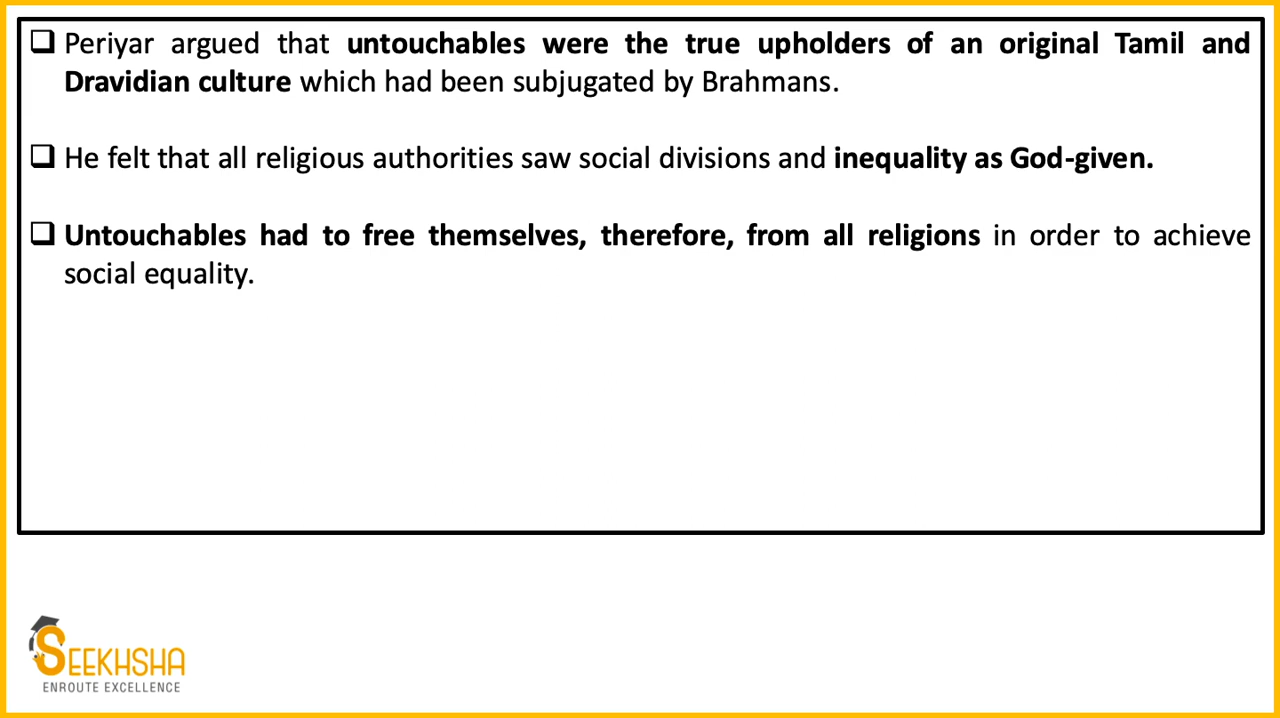 ❑ Periyar argued that untouchables were the true upholders of an original Tamil and
Dravidian culture which had been subjugated by Brahmans.
❑ He felt that all religious authorities saw social divisions and inequality as God-given.
❑ Untouchables had to free themselves, therefore, from all religions in order to achieve
social equality.
SEEKHSHA
ENROUTE EXCELLENCE